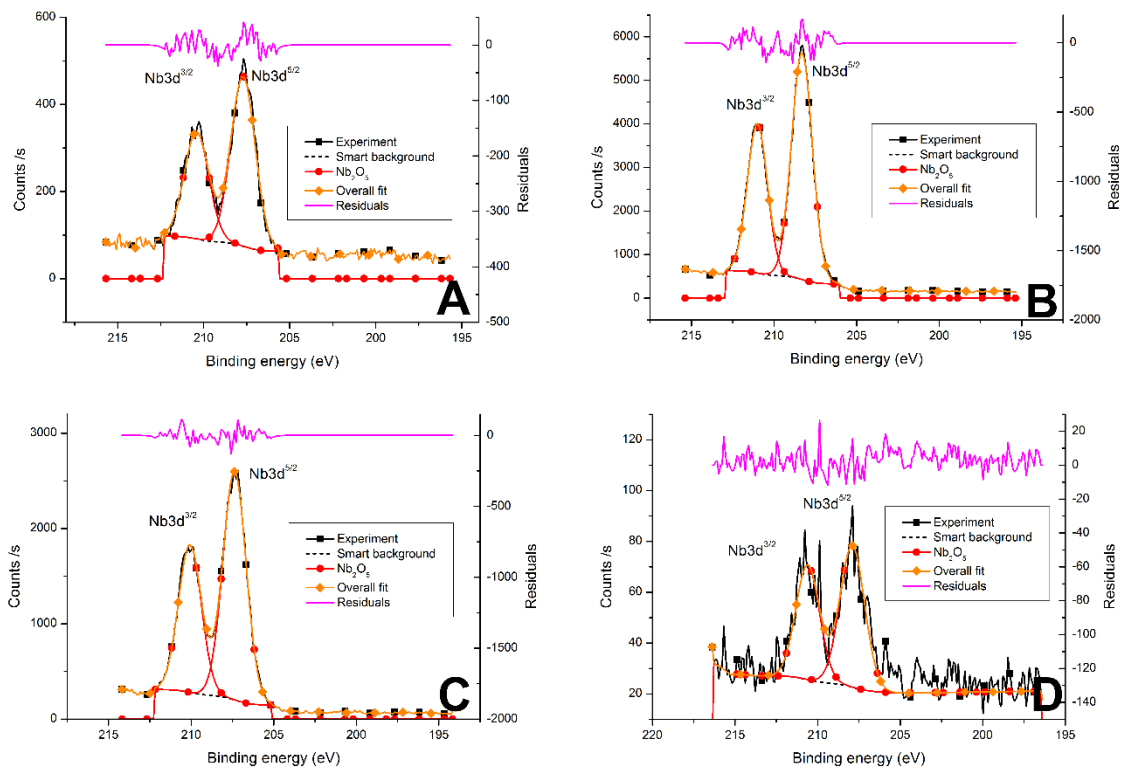 600
400
200
0
Counts /s
0
-50
-100
-150
-200
-250
-300
-350
-400
-450
-500
Residuals
Nb3d3/2
Nb3d5/2
Experiment
Smart background
Nb2O5
Overall fit
Residuals
215
210
205
200
195
Binding energy (eV)
A
6000
5000
4000
3000
2000
1000
0
Counts /s
0
-500
-1000
-1500
-2000
Residuals
Nb3d3/2
Nb3d5/2
Experiment
Smart background
Nb2O5
Overall fit
Residuals
215
210
205
200
195
Binding energy (eV)
B
3000
2000
1000
0
Counts /s
0
-500
-1000
-1500
-2000
Residuals
Nb3d3/2
Nb3d5/2
Experiment
Smart background
Nb2O5
Overall fit
Residuals
215
210
205
200
195
Binding energy (eV)
C
120
100
80
60
40
20
Counts /s
20
0
-20
-40
-60
-80
-100
-120
-140
Residuals
Nb3d3/2
Nb3d5/2
Experiment
Smart background
Nb2O5
Overall fit
Residuals
220
215
210
205
200
195
Binding energy (eV)
D